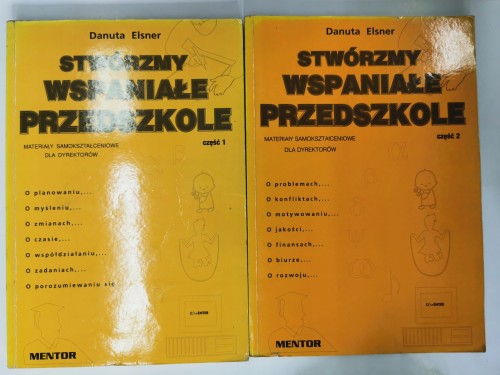 Danuta Elsner
STWÓRZMY
WSPANIAŁE
PRZEDSZKOLE
część 1
MATERIAŁY SAMOKSZTAŁCENIOWE
DLA DYREKTORÓW
O planowaniu,...
O myśleniu,...
O zmianach,...
O czasie,...
O współdziałaniu,...
O zadaniach,...
O porozumiewaniu się
C:\>ENTER
MENTOR
Danuta Elsner
STWÓRZMY
WSPANIAŁE
PRZEDSZKOLE
część 2
MATERIAŁY SAMOKSZTAŁCENIOWE
DLA DYREKTORÓW
O problemach,...
O konfliktach,...
O motywowaniu,...
O jakości,...
O finansach,...
O biurze,...
O rozwoju,...
C:\>ENTER
MENTOR